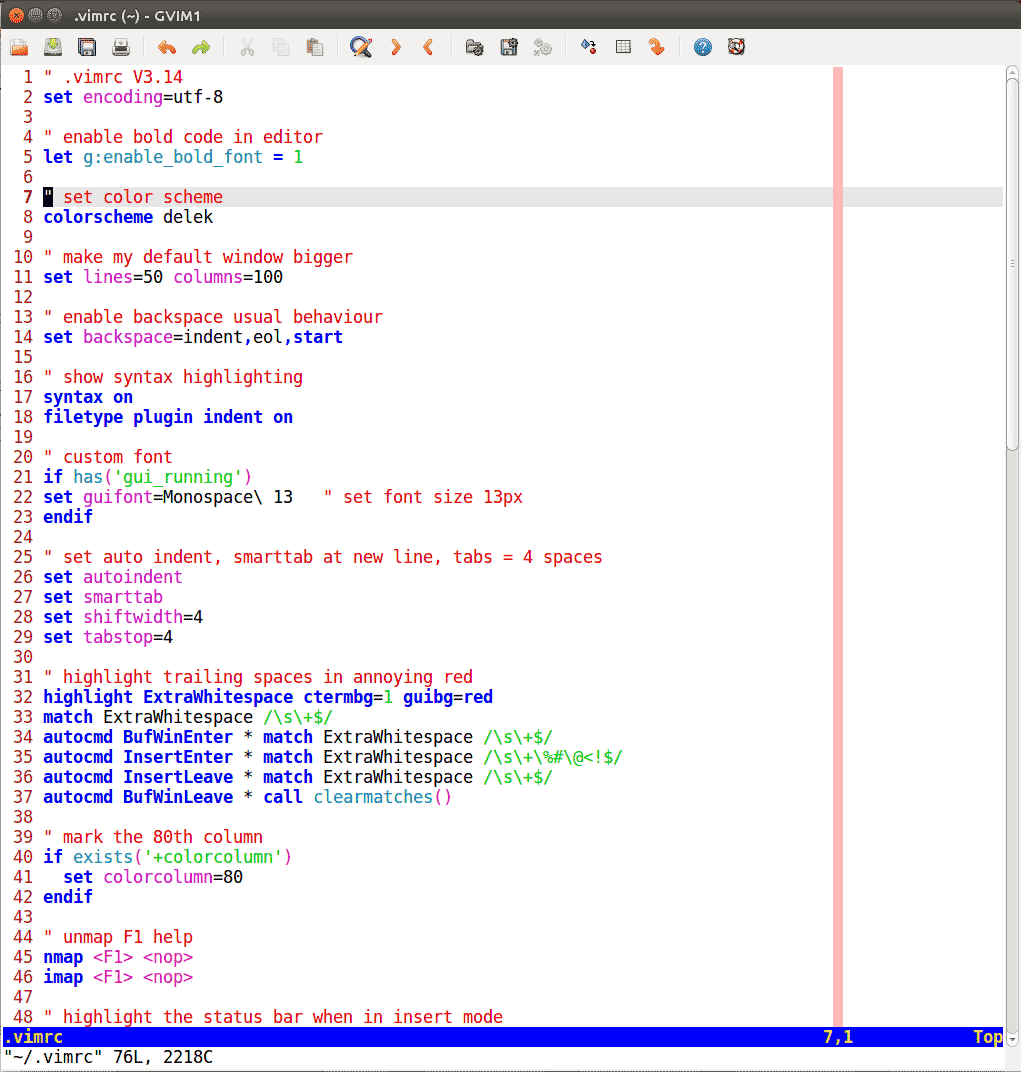 .vimrc (~) - GVIM1
1 " .vimrc V3.14
2 set encoding=utf-8
3
4 " enable bold code in editor
5 let g:enable_bold_font = 1
6
7 " set color scheme
8 colorscheme delek
9
10 " make my default window bigger
11 set lines=50 columns=100
12
13 " enable backspace usual behaviour
14 set backspace=indent,eol,start
15
16 " show syntax highlighting
17 syntax on
18 filetype plugin indent on
19
20 " custom font
21 if has('gui_running')
22 set guifont=Monospace\ 13   " set font size 13px
23 endif
24
25 " set auto indent, smarttab at new line, tabs = 4 spaces
26 set autoindent
27 set smarttab
28 set shiftwidth=4
29 set tabstop=4
30
31 " highlight trailing spaces in annoying red
32 highlight ExtraWhitespace ctermbg=1 guibg=red
33 match ExtraWhitespace /\s\+$/
34 autocmd BufWinEnter * match ExtraWhitespace /\s\+$/
35 autocmd InsertEnter * match ExtraWhitespace /\s\+\%#\@<!$/
36 autocmd InsertLeave * match ExtraWhitespace /\s\+$/
37 autocmd BufWinLeave * call clearmatches()
38
39 " mark the 80th column
40 if exists('+colorcolumn')
41   set colorcolumn=80
42 endif
43
44 " unmap F1 help
45 nmap <F1> <nop>
46 imap <F1> <nop>
47
48 " highlight the status bar when in insert mode
.vimrc 7,1 Top
"~/.vimrc" 76L, 2218C